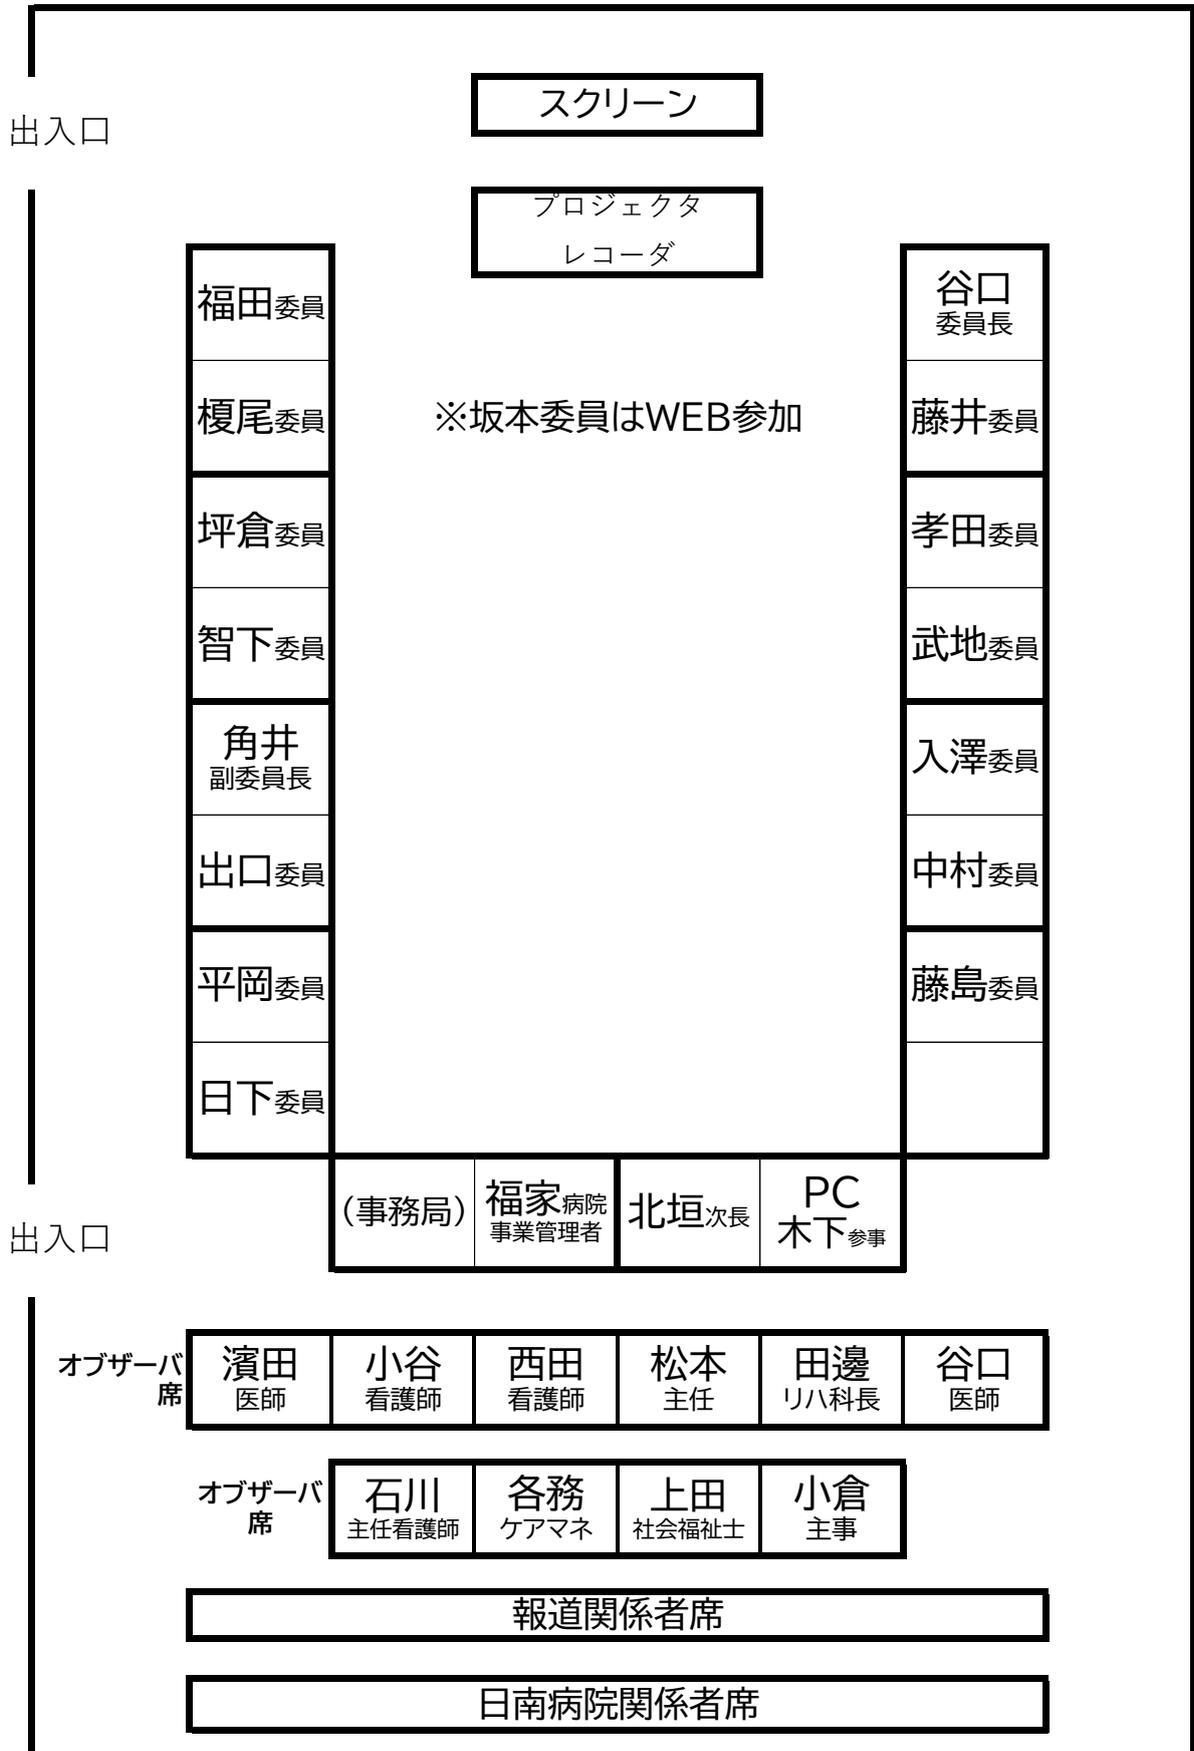 スクリーン
出入口
プロジェクタ
レコーダ
福田委員
谷口
委員長
榎尾委員
※坂本委員はWEB参加
藤井委員
坪倉委員
孝田委員
智下委員
武地委員
角井
副委員長
入澤委員
出口委員
中村委員
平岡委員
藤島委員
日下委員
（事務局）
福家病院
事業管理者
北垣次長
PC
木下参事
出入口
オブザーバ
席
濱田
医師
小谷
看護師
西田
看護師
松本
主任
田邊
リハ科長
谷口
医師
オブザーバ
席
石川
主任看護師
各務
ケアマネ
上田
社会福祉士
小倉
主事
報道関係者席
日南病院関係者席